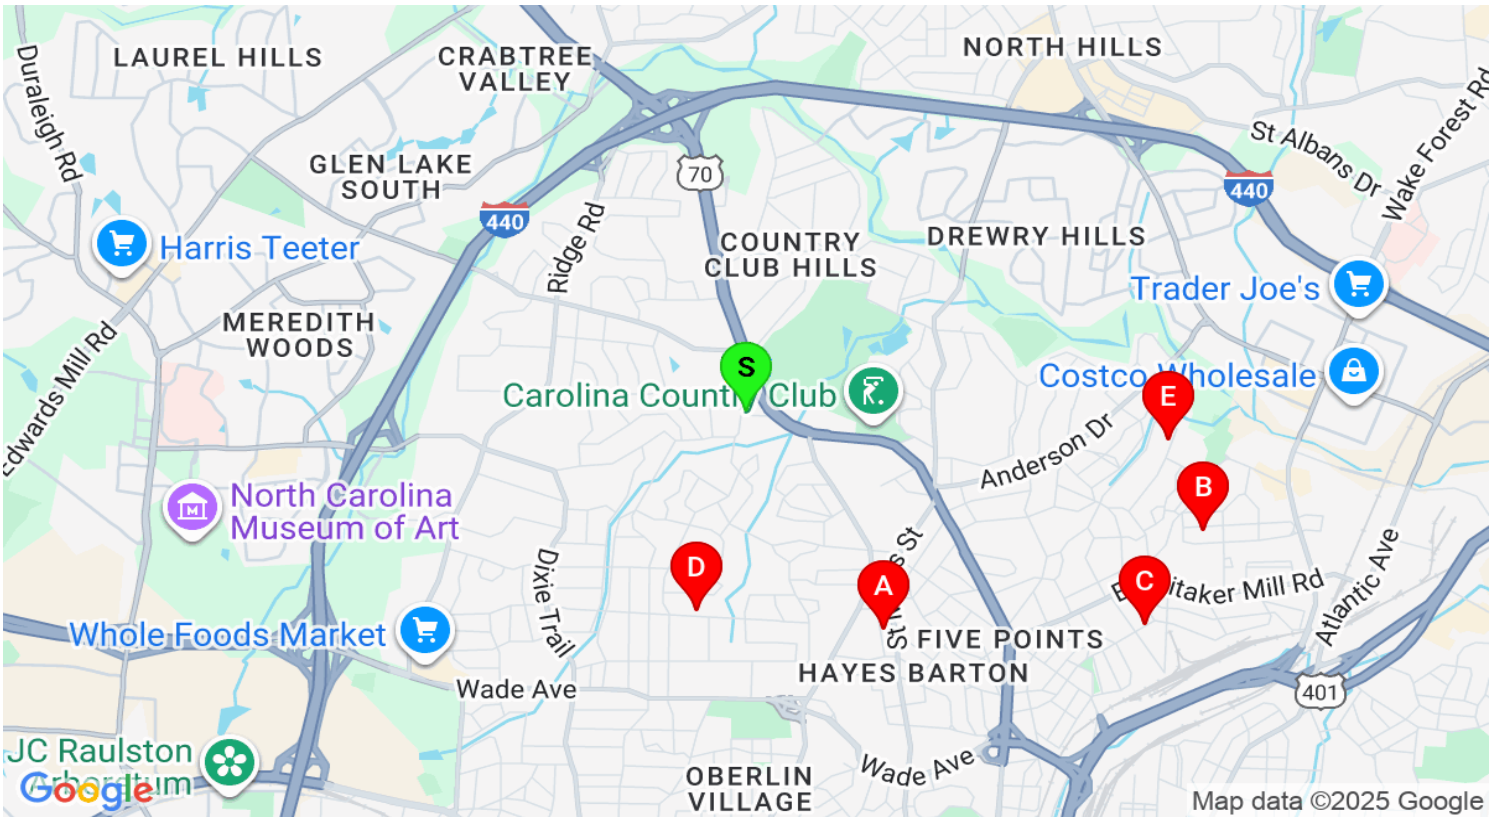 LAUREL HILLS
CRABTREE
VALLEY
NORTH HILLS
Duraleigh Rd
St Albans Dr
Wake Forest Rd
GLEN LAKE
SOUTH
70
440
440
Ridge Rd
Harris Teeter
COUNTRY
CLUB HILLS
DREWRY HILLS
Trader Joe's
MEREDITH
WOODS
Edwards Mill Rd
S
Carolina Country Club
Costco Wholesale
E
Anderson Dr
North Carolina
Museum of Art
B
Dixie Trail
D
A
C
E Whitaker Mill Rd
Atlantic Ave
Whole Foods Market
FIVE POINTS
HAYES BARTON
Wade Ave
401
JC Raulston
Arboretum
Wade Ave
OBERLIN
VILLAGE
Google
Map data ©2025 Google